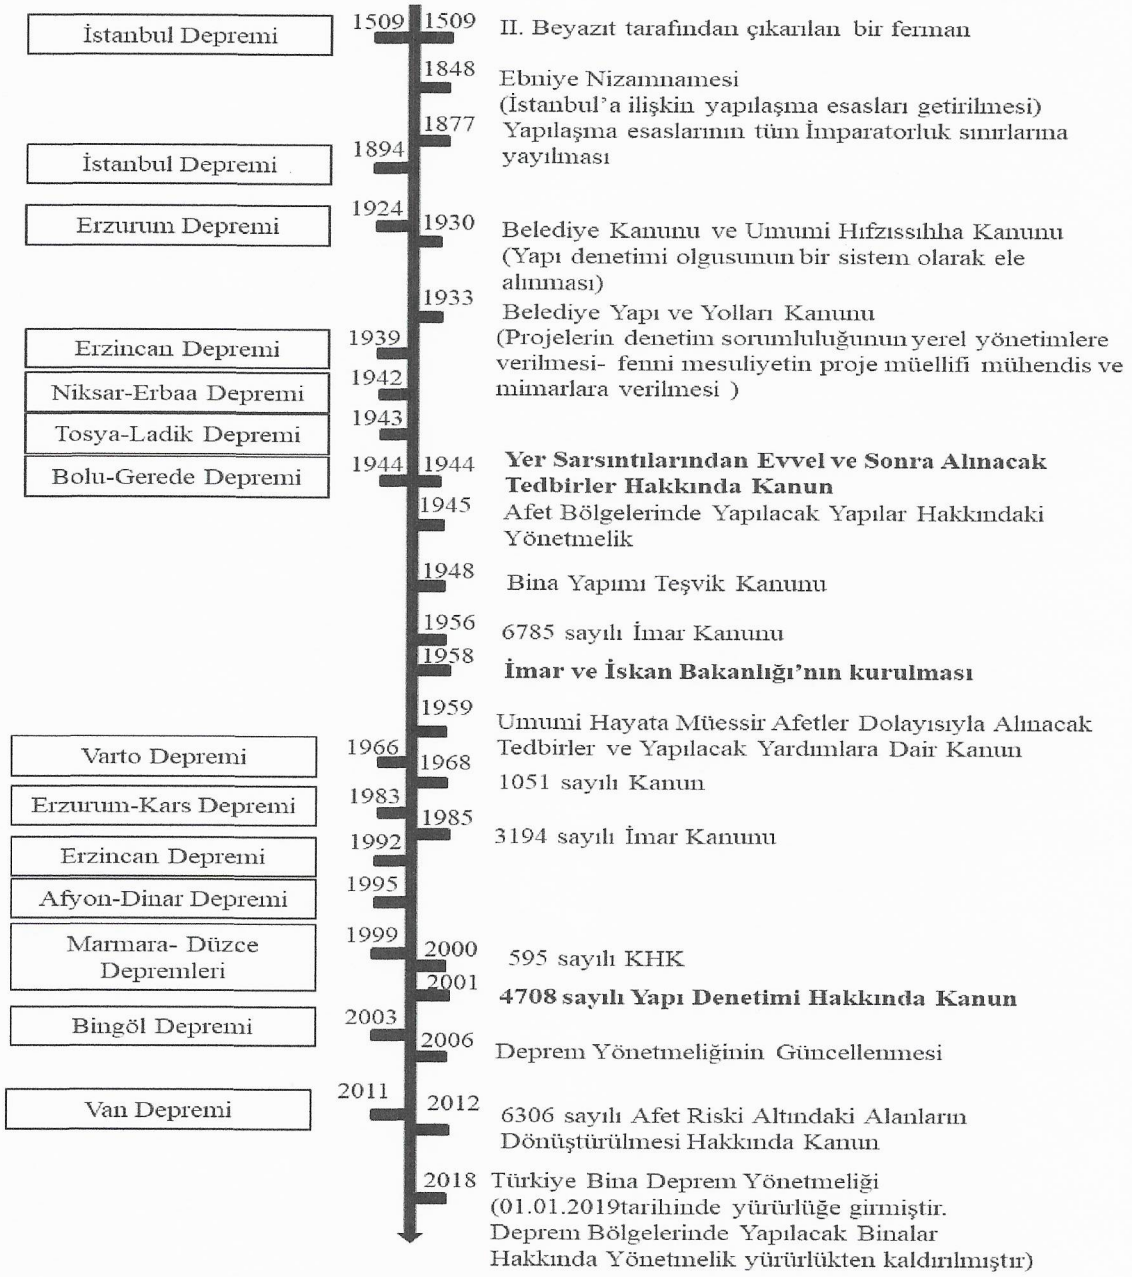 İstanbul Depremi
1509
1509
II. Beyazıt tarafından çıkarılan bir ferman
1848
Ebniye Nizamnamesi
(İstanbul'a ilişkin yapılaşma esasları getirilmesi)
1877
Yapılaşma esaslarının tüm İmparatorluk sınırlarına
yayılması
İstanbul Depremi
1894
Erzurum Depremi
1924
1930
Belediye Kanunu ve Umumi Hıfzıssıhha Kanunu
(Yapı denetimi olgusunun bir sistem olarak ele
alınması)
1933
Belediye Yapı ve Yolları Kanunu
(Projelerin denetim sorumluluğunun yerel yönetimlere
verilmesi- fenni mesuliyetin proje müellifi mühendis ve
mimarlara verilmesi )
Erzincan Depremi
1939
Niksar-Erbaa Depremi
1942
Tosya-Ladik Depremi
1943
Bolu-Gerede Depremi
1944
1944
Yer Sarsıntılarından Evvel ve Sonra Alınacak
Tedbirler Hakkında Kanun
1945
Afet Bölgelerinde Yapılacak Yapılar Hakkındaki
Yönetmelik
1948
Bina Yapımı Teşvik Kanunu
1956
6785 sayılı İmar Kanunu
1958
İmar ve İskan Bakanlığı'nın kurulması
1959
Umumi Hayata Müessir Afetler Dolayısıyla Alınacak
Tedbirler ve Yapılacak Yardımlara Dair Kanun
Varto Depremi
1966
1968
1051 sayılı Kanun
Erzurum-Kars Depremi
1983
1985
3194 sayılı İmar Kanunu
Erzincan Depremi
1992
Afyon-Dinar Depremi
1995
Marmara- Düzce
Depremleri
1999
2000
595 sayılı KHK
2001
4708 sayılı Yapı Denetimi Hakkında Kanun
Bingöl Depremi
2003
2006
Deprem Yönetmeliğinin Güncellenmesi
Van Depremi
2011
2012
6306 sayılı Afet Riski Altındaki Alanların
Dönüştürülmesi Hakkında Kanun
2018
Türkiye Bina Deprem Yönetmeliği
(01.01.2019tarihinde yürürlüğe girmiştir.
Deprem Bölgelerinde Yapılacak Binalar
Hakkında Yönetmelik yürürlükten kaldırılmıştır)